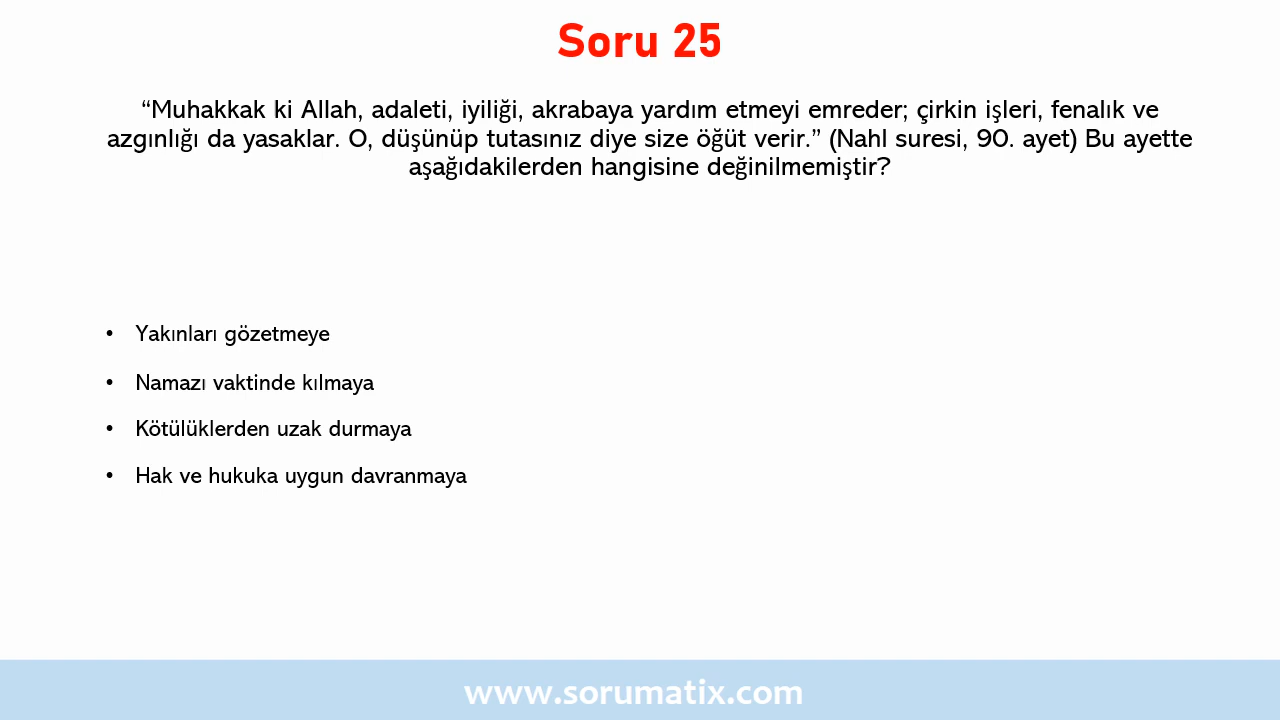 Soru 25
“Muhakkak ki Allah, adaleti, iyiliği, akrabaya yardım etmeyi emreder; çirkin işleri, fenalık ve
azgınlığı da yasaklar. O, düşünüp tutasınız diye size öğüt verir.” (Nahl suresi, 90. ayet) Bu ayette
aşağıdakilerden hangisine değinilmemiştir?
• Yakınları gözetmeye
• Namazı vaktinde kılmaya
• Kötülüklerden uzak durmaya
• Hak ve hukuka uygun davranmaya
www.sorumatix.com